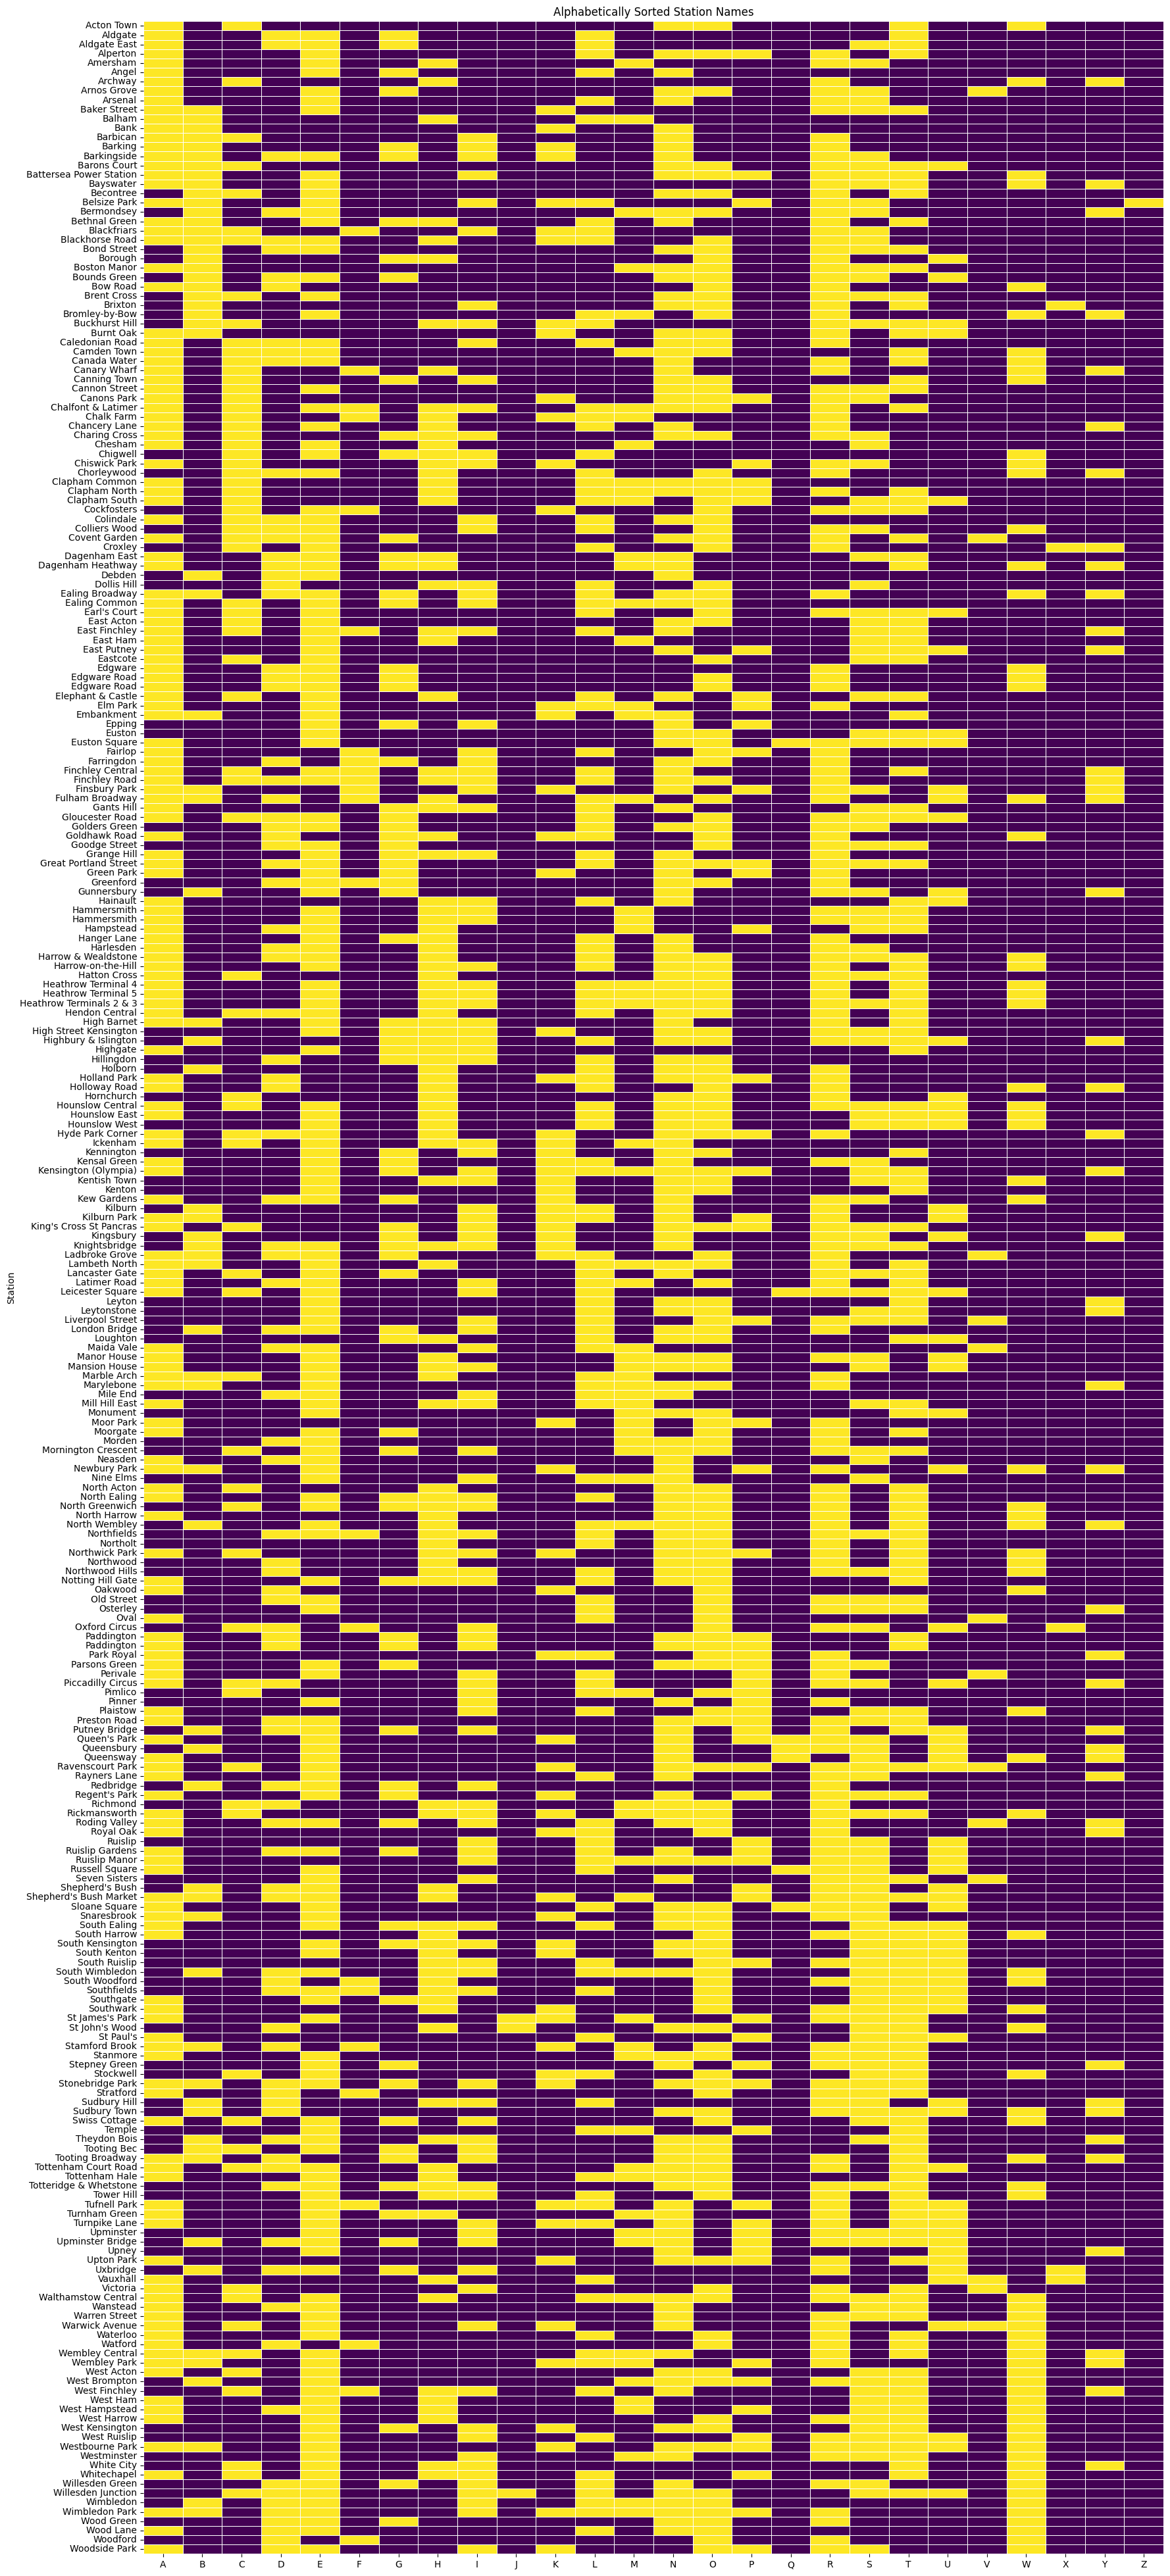 Alphabetically Sorted Station Names
Acton Town
Aldgate
Aldgate East
Alperton
Amersham
Angel
Archway
Arnos Grove
Arsenal
Baker Street
Balham
Bank
Barbican
Barking
Barkingside
Barons Court
Battersea Power Station
Bayswater
Becontree
Belsize Park
Bermondsey
Bethnal Green
Blackfriars
Blackhorse Road
Bond Street
Borough
Boston Manor
Bounds Green
Bow Road
Brent Cross
Brixton
Bromley-by-Bow
Buckhurst Hill
Burnt Oak
Caledonian Road
Camden Town
Canada Water
Canary Wharf
Canning Town
Cannon Street
Canons Park
Chalfont & Latimer
Chalk Farm
Chancery Lane
Charing Cross
Chesham
Chigwell
Chiswick Park
Chorleywood
Clapham Common
Clapham North
Clapham South
Cockfosters
Colindale
Colliers Wood
Covent Garden
Croxley
Dagenham East
Dagenham Heathway
Debden
Dollis Hill
Ealing Broadway
Ealing Common
Earl's Court
East Acton
East Finchley
East Ham
East Putney
Eastcote
Edgware
Edgware Road
Edgware Road
Elephant & Castle
Elm Park
Embankment
Epping
Euston
Euston Square
Fairlop
Farringdon
Finchley Central
Finchley Road
Finsbury Park
Fulham Broadway
Gants Hill
Gloucester Road
Golders Green
Goldhawk Road
Goodge Street
Grange Hill
Great Portland Street
Green Park
Greenford
Gunnersbury
Hainault
Hammersmith
Hammersmith
Hampstead
Hanger Lane
Harlesden
Harrow & Wealdstone
Harrow-on-the-Hill
Hatton Cross
Heathrow Terminal 4
Heathrow Terminal 5
Heathrow Terminals 2 & 3
Hendon Central
High Barnet
High Street Kensington
Highbury & Islington
Highgate
Hillingdon
Holborn
Holland Park
Holloway Road
Hornchurch
Hounslow Central
Hounslow East
Hounslow West
Hyde Park Corner
Ickenham
Kennington
Kensal Green
Kensington (Olympia)
Kentish Town
Kenton
Kew Gardens
Kilburn
Kilburn Park
King's Cross St Pancras
Kingsbury
Knightsbridge
Ladbroke Grove
Lambeth North
Lancaster Gate
Latimer Road
Leicester Square
Leyton
Leytonstone
Liverpool Street
London Bridge
Loughton
Maida Vale
Manor House
Mansion House
Marble Arch
Marylebone
Mile End
Mill Hill East
Monument
Moor Park
Moorgate
Morden
Mornington Crescent
Neasden
Newbury Park
Nine Elms
North Acton
North Ealing
North Greenwich
North Harrow
North Wembley
Northfields
Northolt
Northwick Park
Northwood
Northwood Hills
Notting Hill Gate
Oakwood
Old Street
Osterley
Oval
Oxford Circus
Paddington
Paddington
Park Royal
Parsons Green
Perivale
Piccadilly Circus
Pimlico
Pinner
Plaistow
Preston Road
Putney Bridge
Queen's Park
Queensbury
Queensway
Ravenscourt Park
Rayners Lane
Redbridge
Regent's Park
Richmond
Rickmansworth
Roding Valley
Royal Oak
Ruislip
Ruislip Gardens
Ruislip Manor
Russell Square
Seven Sisters
Shepherd's Bush
Shepherd's Bush Market
Sloane Square
Snaresbrook
South Ealing
South Harrow
South Kensington
South Kenton
South Ruislip
South Wimbledon
South Woodford
Southfields
Southgate
Southwark
St James's Park
St John's Wood
St Paul's
Stamford Brook
Stanmore
Stepney Green
Stockwell
Stonebridge Park
Stratford
Sudbury Hill
Sudbury Town
Swiss Cottage
Temple
Theydon Bois
Tooting Bec
Tooting Broadway
Tottenham Court Road
Tottenham Hale
Totteridge & Whetstone
Tower Hill
Tufnell Park
Turnham Green
Turnpike Lane
Upminster
Upminster Bridge
Upney
Upton Park
Uxbridge
Vauxhall
Victoria
Walthamstow Central
Wanstead
Warren Street
Warwick Avenue
Waterloo
Watford
Wembley Central
Wembley Park
West Acton
West Brompton
West Finchley
West Ham
West Hampstead
West Harrow
West Kensington
West Ruislip
Westbourne Park
Westminster
White City
Whitechapel
Willesden Green
Willesden Junction
Wimbledon
Wimbledon Park
Wood Green
Wood Lane
Woodford
Woodside Park
Station
A B C D E F G H I J K L M N O P Q R S T U V W X Y Z